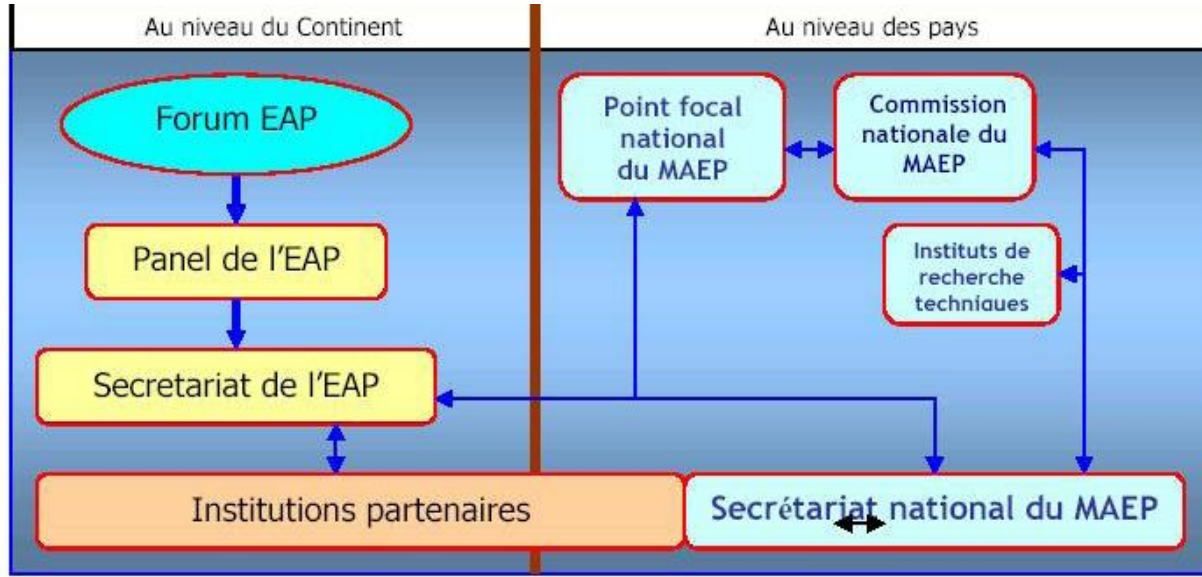 Au niveau du Continent
Au niveau des pays
Forum EAP
Panel de l'EAP
Secretariat de l'EAP
Institutions partenaires
Point focal
national
du MAEP
Commission
nationale du
MAEP
Instituts de
recherche
techniques
Secrétariat national du MAEP